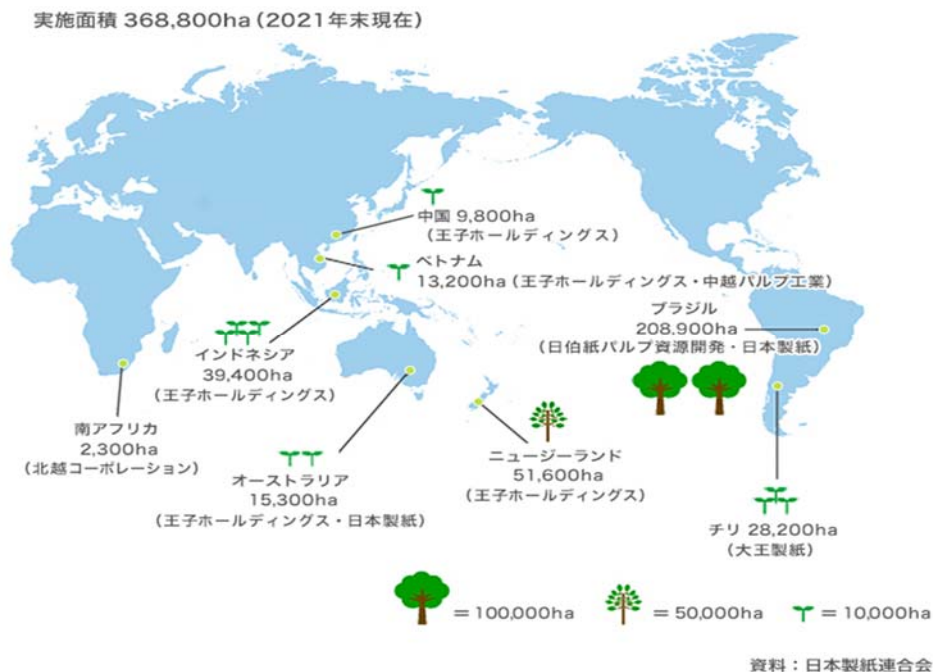 実施面積 368,800ha (2021年末現在)
中国 9,800ha
(王子ホールディングス)
ベトナム
13,200ha (王子ホールディングス・中越パルプ工業)
ブラジル
208,900ha
(日伯紙パルプ資源開発・日本製紙)
インドネシア
39,400ha
(王子ホールディングス)
南アフリカ
2,300ha
(北越コーポレーション)
オーストラリア
15,300ha
(王子ホールディングス・日本製紙)
ニュージーランド
51,600ha
(王子ホールディングス)
チリ 28,200ha
(大王製紙)
=100,000ha =50,000ha =10,000ha
資料:日本製紙連合会